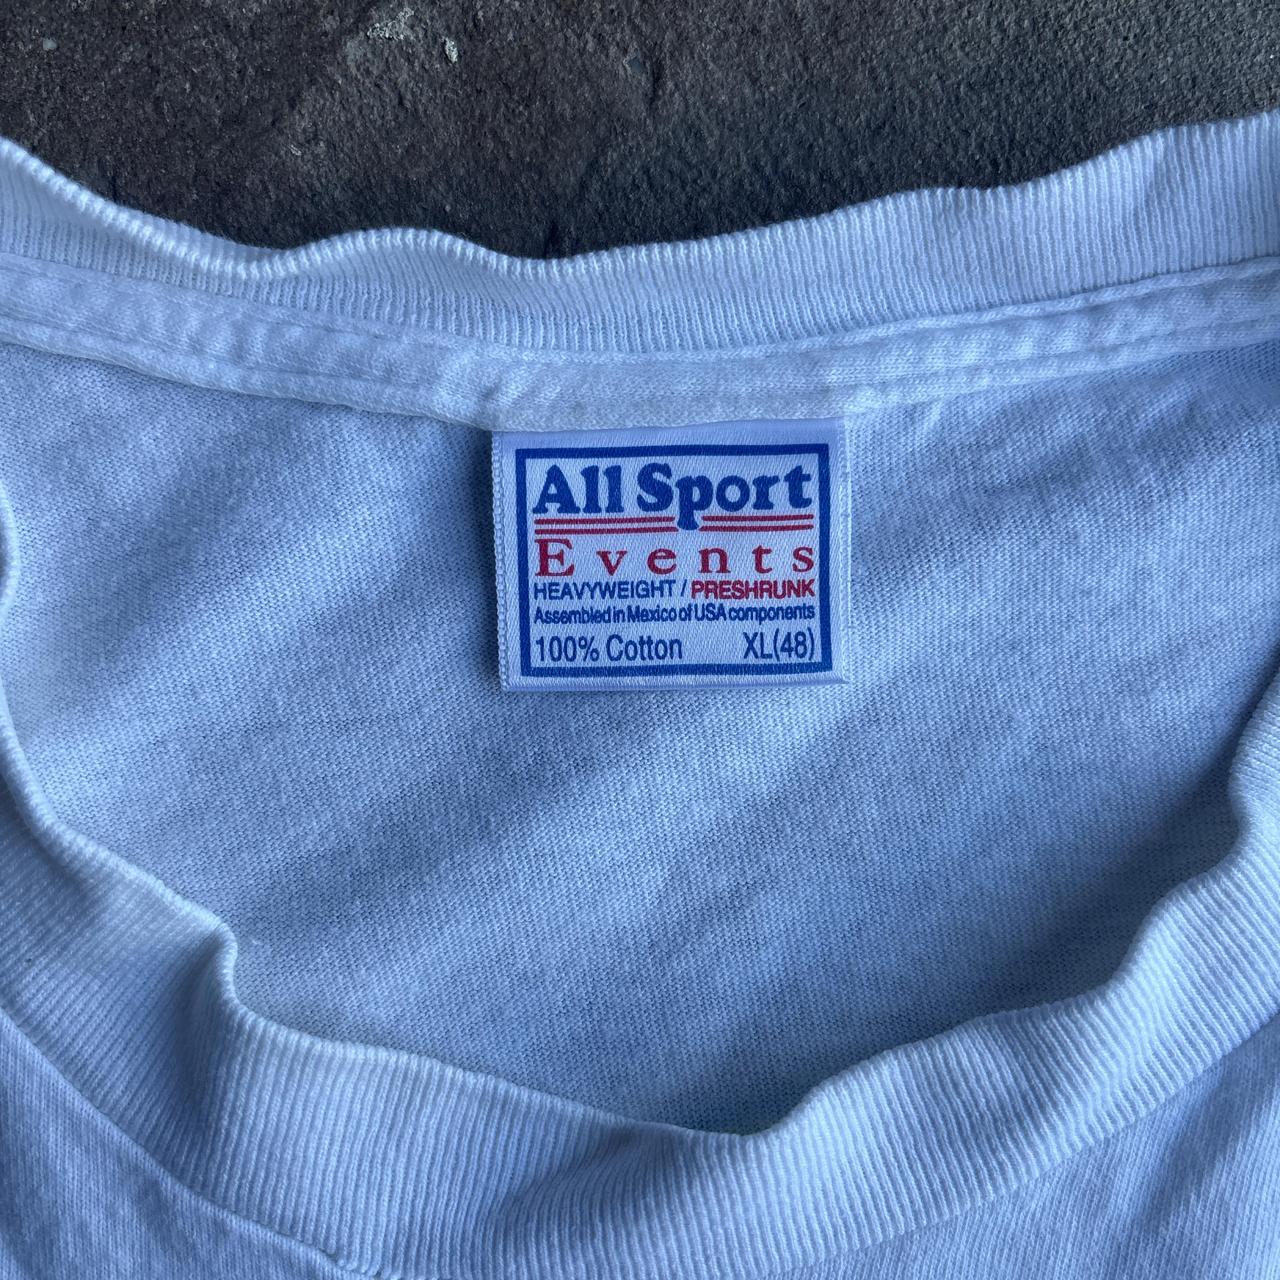 All Sport
Events
HEAVYWEIGHT / PRESHRUNK
Assembled in Mexico of USA components
100% Cotton XL(48)